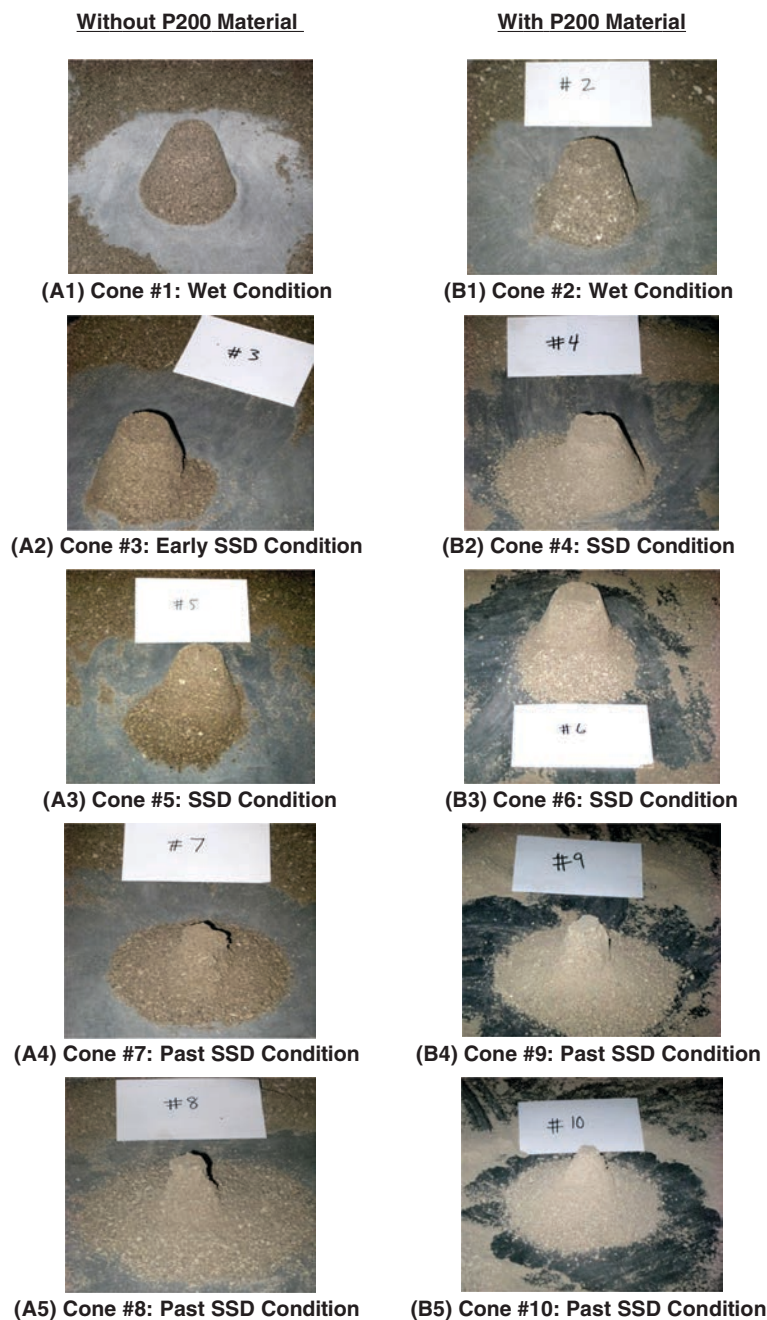 Without P200 Material
With P200 Material
# 2
(A1) Cone #1: Wet Condition
(B1) Cone #2: Wet Condition
# 3
#4
(A2) Cone #3: Early SSD Condition
(B2) Cone #4: SSD Condition
#5
#6
(A3) Cone #5: SSD Condition
(B3) Cone #6: SSD Condition
# 7
#9
(A4) Cone #7: Past SSD Condition
(B4) Cone #9: Past SSD Condition
#8
# 10
(A5) Cone #8: Past SSD Condition
(B5) Cone #10: Past SSD Condition